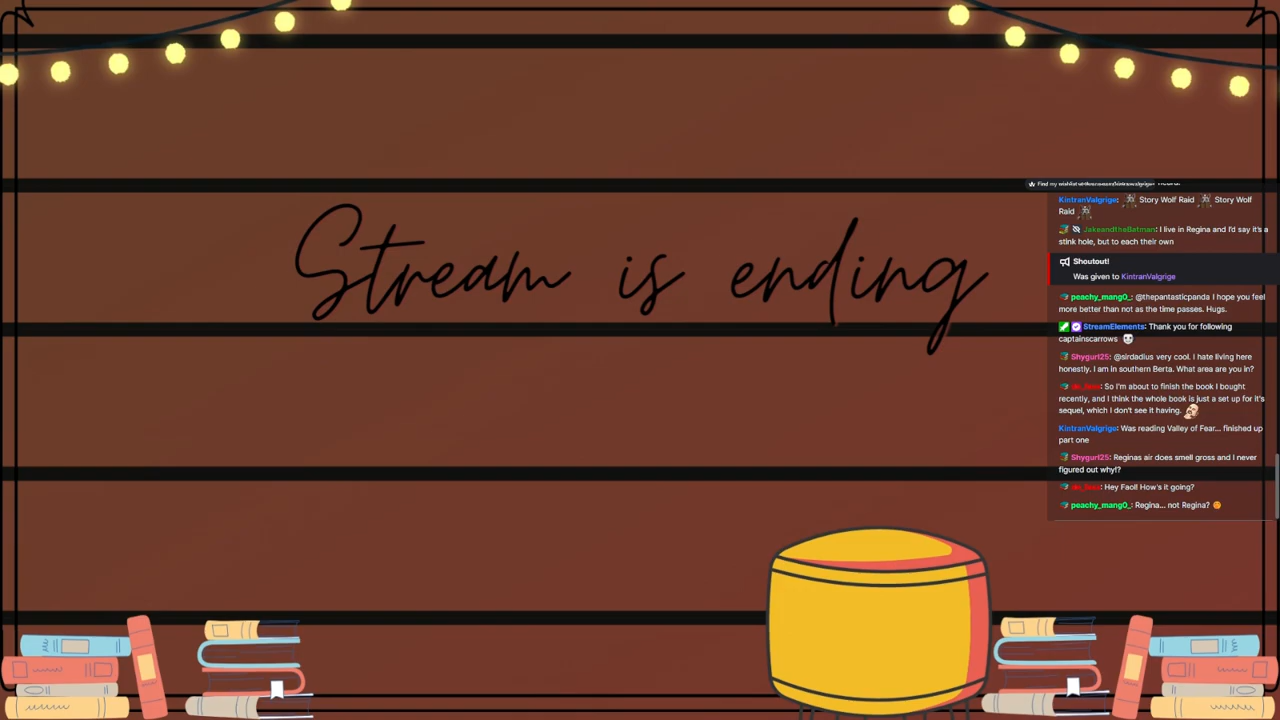 Stream is ending
Find my wishlist
KintranValgrige: Story Wolf Raid Story Wolf
Raid
JakeandtheBatman: I live in Regina and I'd say it's a
stink hole, but to each their own
Shoutout!
Was given to KintranValgrige
peachy_mang0_: @thepantasticpanda I hope you feel
more better than not as the time passes. Hugs.
StreamElements: Thank you for following
captainscarrows
Shygurl25: @sirdadius very cool. I hate living here
honestly. I am in southern Berta. What area are you in?
So I'm about to finish the book I bought
recently, and I think the whole book is just a set up for it's
sequel, which I don't see it having.
KintranValgrige: Was reading Valley of Fear... finished up
part one
Shygurl25: Reginas air does smell gross and I never
figured out why!?
Hey Faoil! How's it going?
peachy_mang0_: Regina... not Regina?